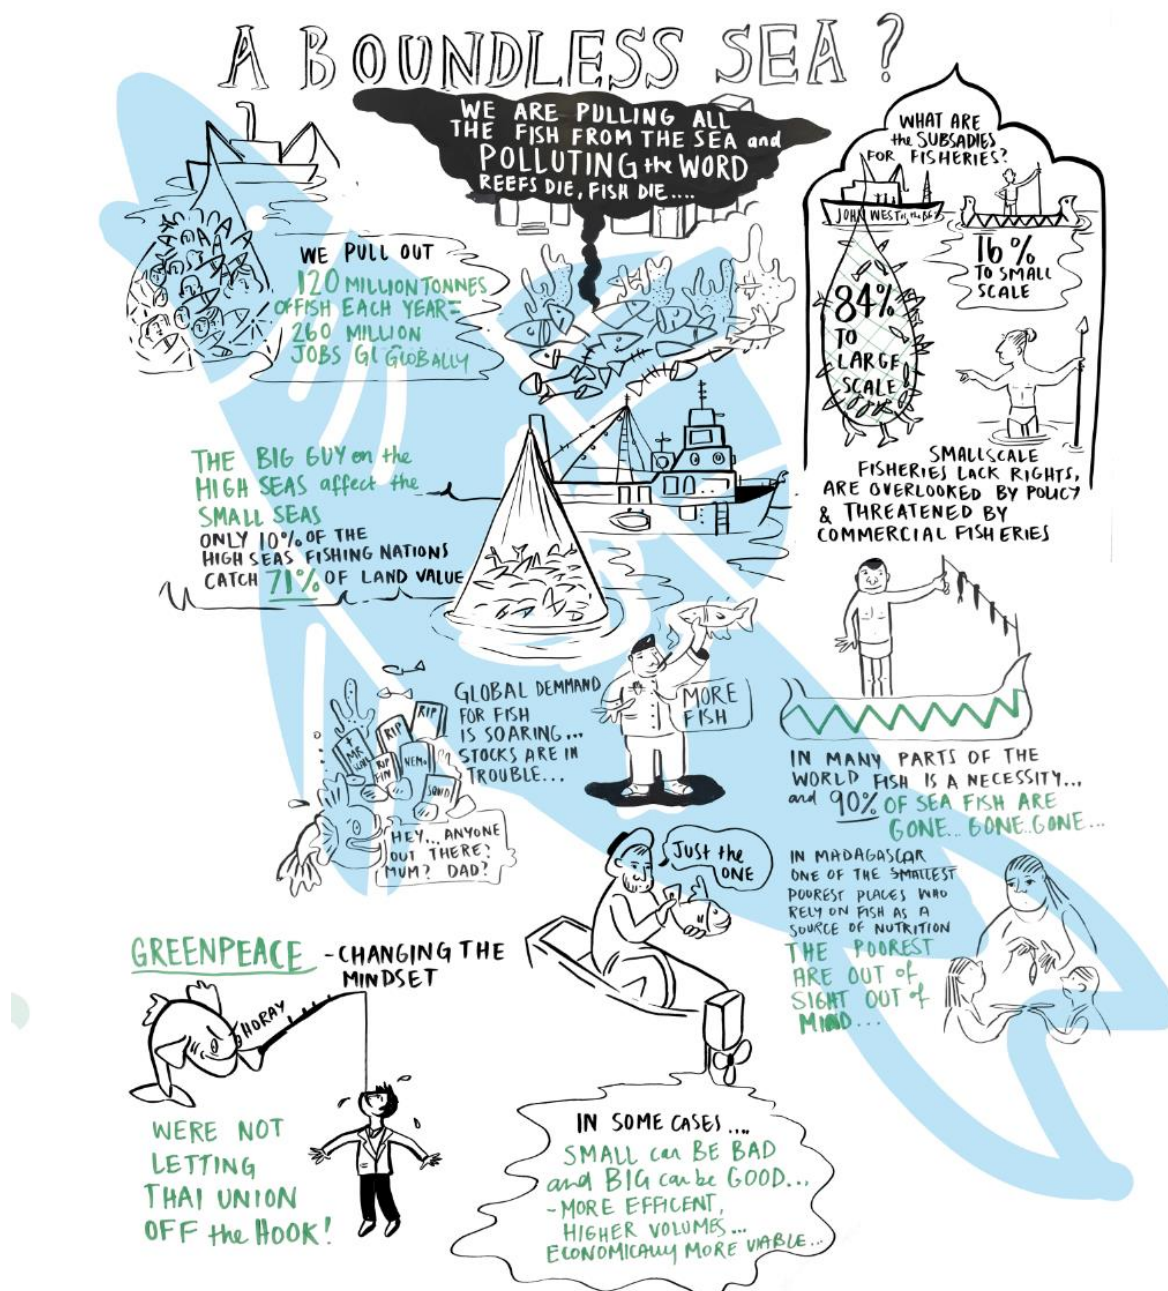 A BOUNDLESS SEA?
WE ARE PULLING ALL
THE FISH FROM THE SEA and
POLLUTING the WORD
REEFS DIE, FISH DIE....
WE PULL OUT
120 MILLION TONNES
OF FISH EACH YEAR =
260 MILLION
JOBS Gl GLOBALLY
WHAT ARE
the SUBSADIES
FOR FISHERIES?
JOHN WEST
16%
TO SMALL
SCALE
84%
TO
LARGE
SCALE
SMALLSCALE
FISHERIES LACK RIGHTS,
ARE OVERLOOKED BY POLICY
& THREATENED BY
COMMERCIAL FISHERIES
THE BIG GUY on the
HIGH SEAS affect the
SMALL SEAS
ONLY 10% OF THE
HIGH SEAS FISHING NATIONS
CATCH 71% OF LAND VALUE
GLOBAL DEMMAND
FOR FISH
IS SOARING...
STOCKS ARE IN
TROUBLE...
MORE
FISH
RIP
RIP
MR
RIP
FIN
NEMO
HEY... ANYONE
OUT THERE?
MUM? DAD?
IN MANY PARTS OF THE
WORLD FISH IS A NECESSITY...
and 90% OF SEA FISH ARE
GONE... GONE..GONE...
Just the
ONE
IN MADAGASCAR
ONE OF THE SMALLEST
POOREST PLACES WHO
RELY ON FISH AS A
SOURCE OF NUTRITION
THE POOREST
ARE OUT of
SIGHT OUT of
MIND...
GREENPEACE - CHANGING THE
MINDSET
HORAY
WERE NOT
LETTING
THAI UNION
OFF the HOOK!
IN SOME CASES....
SMALL can BE BAD
and BIG can be GOOD...
- MORE EFFICENT,
HIGHER VOLUMES...
ECONOMICALLY MORE VIABLE...